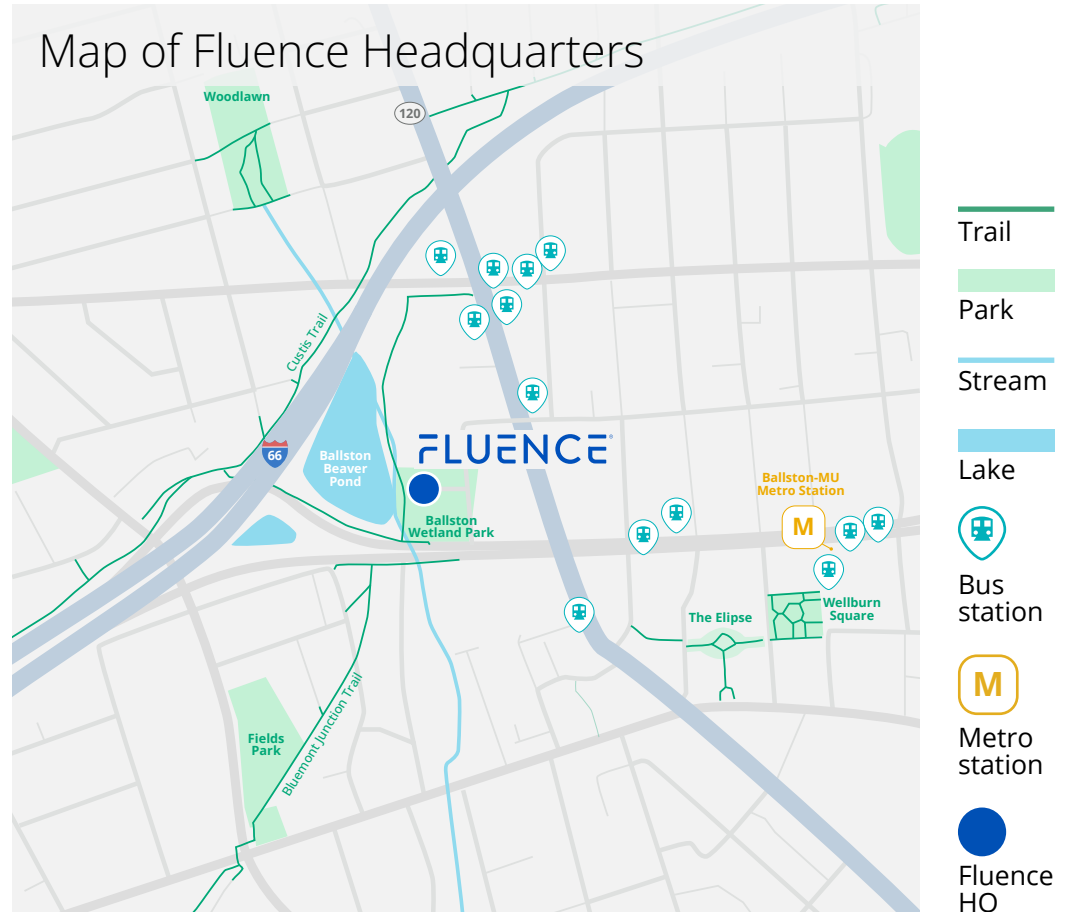 Map of Fluence Headquarters
Woodlawn
120
Custis Trail
66
Ballston
Beaver
Pond
FLUENCE®
Ballston
Wetland Park
Ballston-MU
Metro Station
M
The Elipse
Wellburn
Square
Fields
Park
Bluemont Junction Trail
Trail
Park
Stream
Lake
Bus
station
M
Metro
station
Fluence
HQ